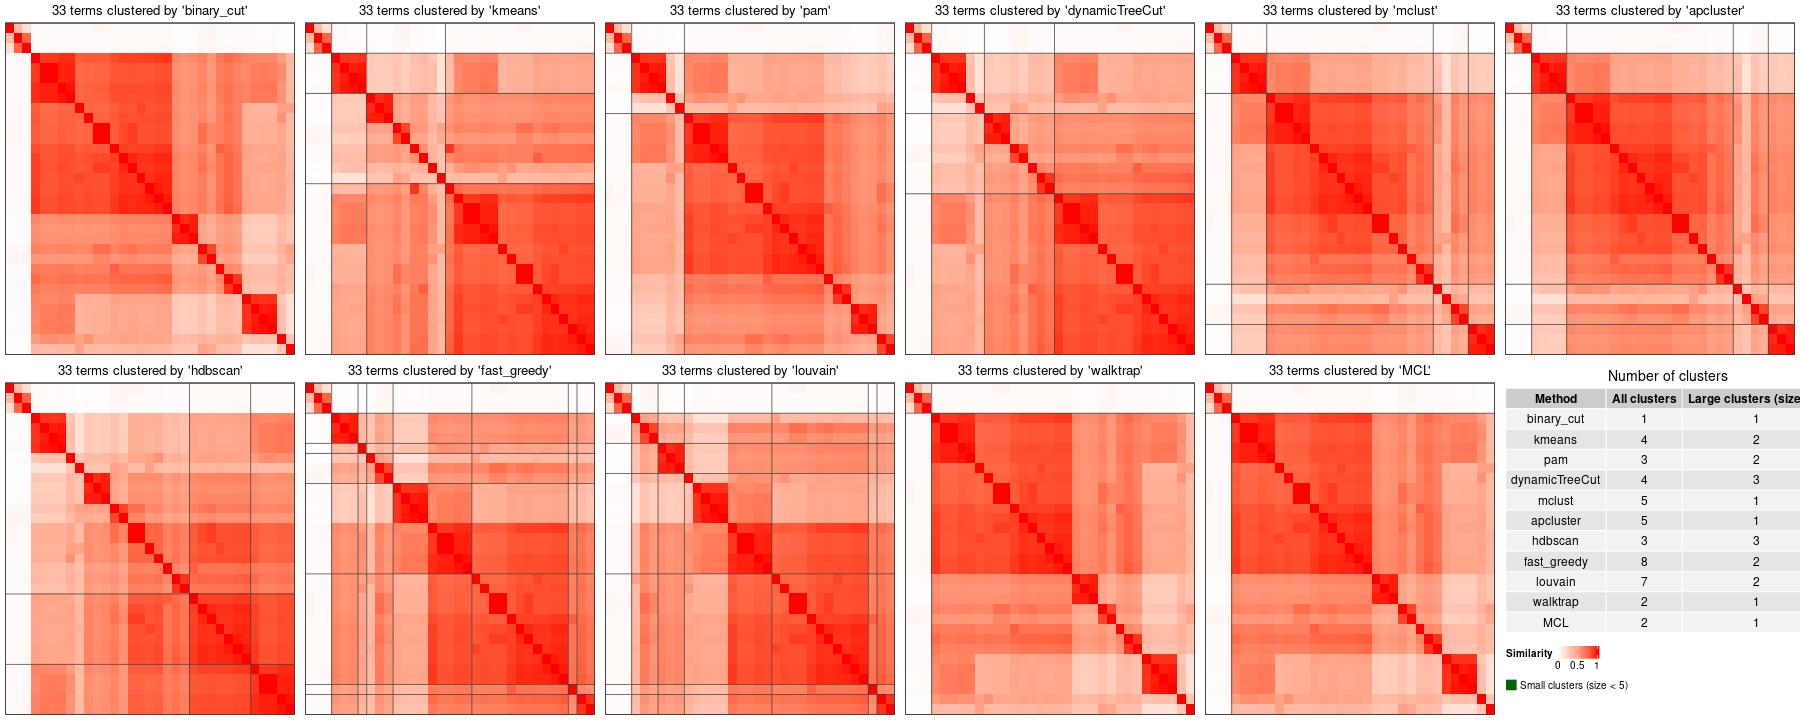 33 terms clustered by 'binary_cut'
33 terms clustered by 'kmeans'
33 terms clustered by 'pam'
33 terms clustered by 'dynamicTreeCut'
33 terms clustered by 'mclust'
33 terms clustered by 'apcluster'
33 terms clustered by 'hdbscan'
33 terms clustered by 'fast_greedy'
33 terms clustered by 'louvain'
33 terms clustered by 'walktrap'
33 terms clustered by 'MCL'
Number of clusters
Method All clusters Large clusters (size
binary_cut 1 1
kmeans 4 2
pam 3 2
dynamicTreeCut 4 3
mclust 5 1
apcluster 5 1
hdbscan 3 3
fast_greedy 8 2
louvain 7 2
walktrap 2 1
MCL 2 1
Similarity
0 0.5 1
Small clusters (size < 5)